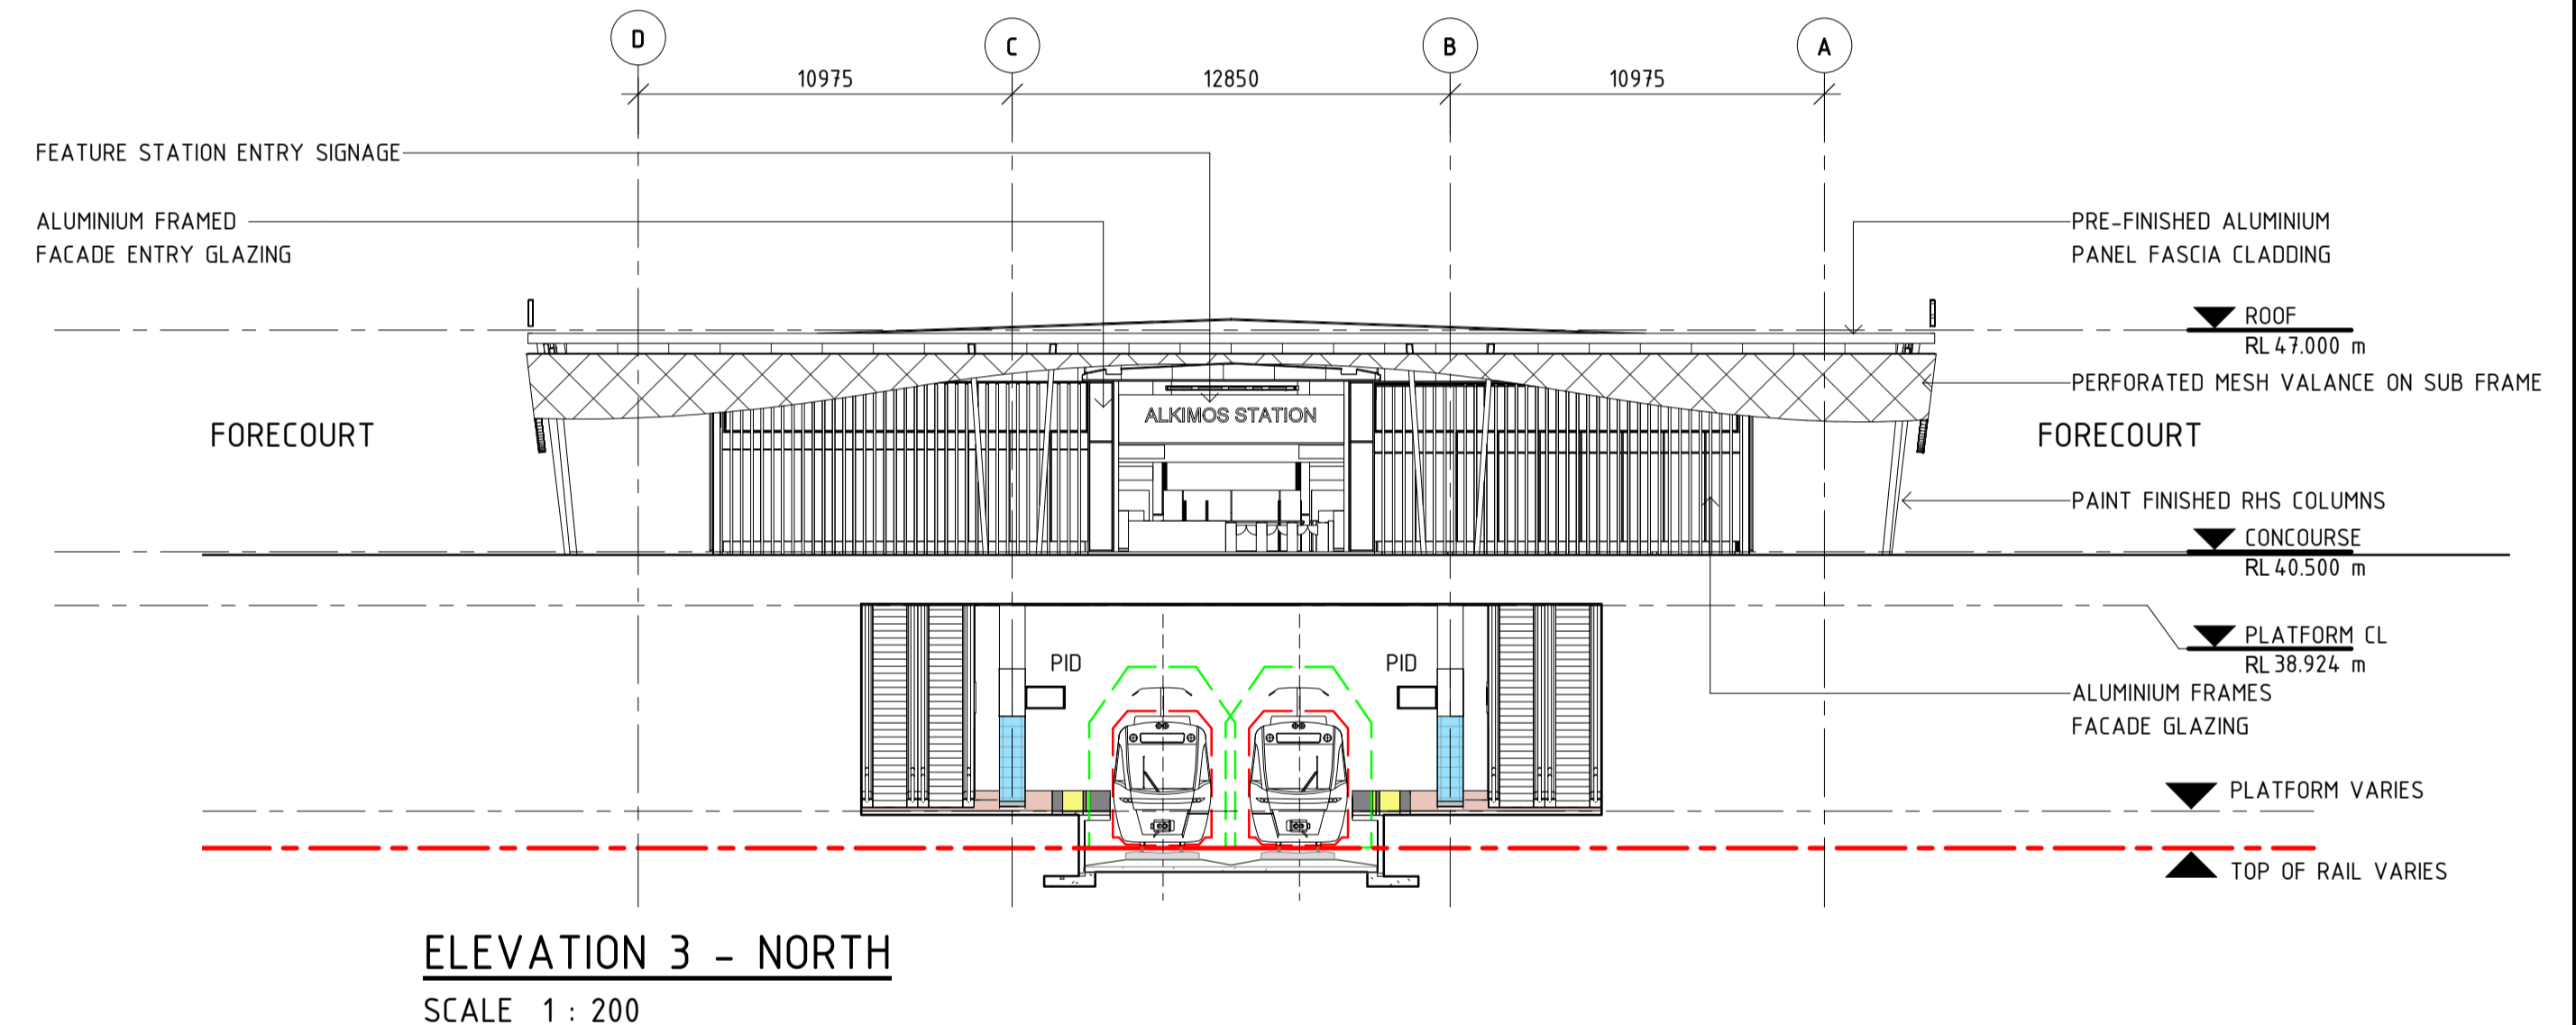 D
C
B
A
10975
12850
10975
FEATURE STATION ENTRY SIGNAGE
ALUMINIUM FRAMED
FACADE ENTRY GLAZING
PRE-FINISHED ALUMINIUM
PANEL FASCIA CLADDING
ROOF
RL 47.000 m
PERFORATED MESH VALANCE ON SUB FRAME
ALKIMOS STATION
FORECOURT
FORECOURT
PAINT FINISHED RHS COLUMNS
CONCOURSE
RL 40.500 m
PLATFORM CL
RL 38.924 m
PID
PID
ALUMINIUM FRAMES
FACADE GLAZING
PLATFORM VARIES
TOP OF RAIL VARIES
ELEVATION 3 - NORTH
SCALE 1 : 200